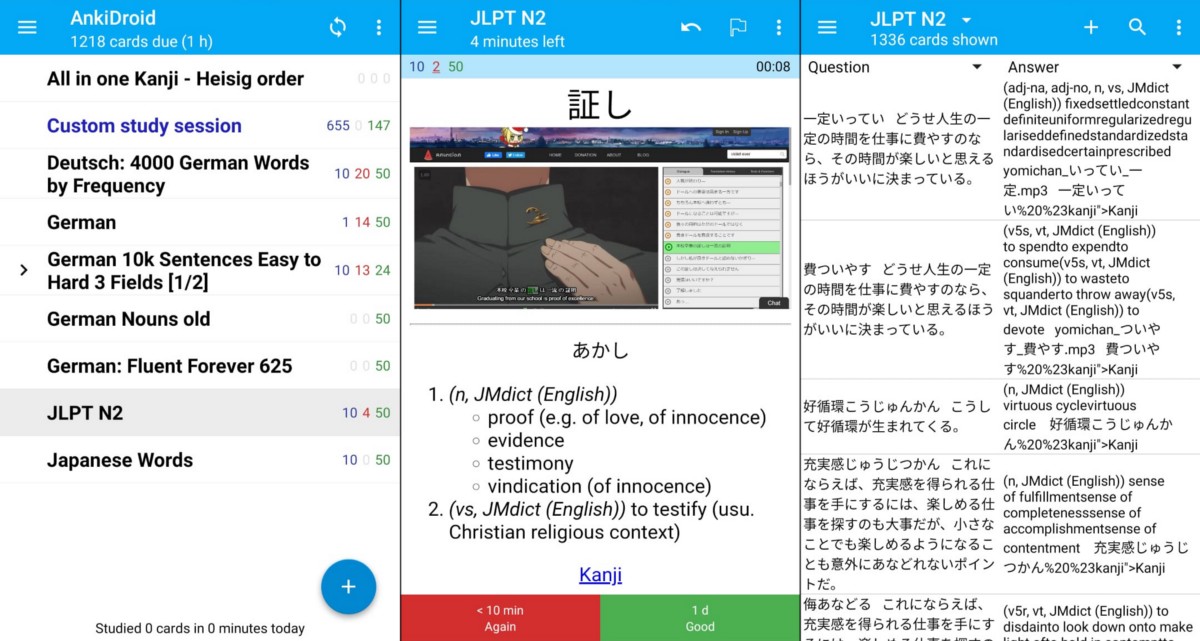 AnkiDroid
1218 cards due (1 h)
All in one Kanji - Heisig order
0 0 0
Custom study session
655 0 147
Deutsch: 4000 German Words
by Frequency
10 20 50
German
1 14 50
German 10k Sentences Easy to
Hard 3 Fields [1/2]
10 13 24
German Nouns old
0 0 50
German: Fluent Forever 625
0 0 50
JLPT N2
10 4 50
Japanese Words
10 0 50
Studied 0 cards in 0 minutes today
JLPT N2
4 minutes left
10 2 50
00:08
証し
Sign In Sign Up
HOME DONATION ABOUT BLOG
Graduating from our school is proof of excellence.
Chat
あかし
1. (n, JMdict (English))
proof (e.g. of love, of innocence)
evidence
testimony
vindication (of innocence)
2. (vs, JMdict (English)) to testify (usu.
Christian religious context)
Kanji
< 10 min
Again
1 d
Good
JLPT N2
1336 cards shown
Question
Answer
一定いってい どうせ人生の一
定の時間を仕事に費やすのな
ら、その時間が楽しいと思える
ほうがいいに決まっている。
(adj-na, adj-no, n, vs, JMdict
(English)) fixedsettledconstant
definiteuniformregularizedregu
lariseddefinedstandardizedsta
ndardisedcertainprescribed
yomichan_いってい_一
定.mp3 一定いって
い%20%23kanji">Kanji
費ついやす どうせ人生の一定
の時間を仕事に費やすのなら、
その時間が楽しいと思えるほう
がいいに決まっている。
(v5s, vt, JMdict (English))
to spendto expendto
consume(v5s, vt, JMdict
(English)) to wasteto
squanderto throw away(v5s,
vt, JMdict (English)) to
devote yomichan_ついや
す_費やす.mp3 費ついや
す%20%23kanji">Kanji
好循環こうじゅんかん こうし
て好循環が生まれてくる。
(n, JMdict (English))
virtuous cyclevirtuous
circle 好循環こうじゅんか
ん%20%23kanji">Kanji
充実感じゅうじつかん これに
ならえば、充実感を得られる仕
事を手にするには、楽しめる仕
事を探すのも大事だが、小さな
ことでも楽しめるようになるこ
とも意外にあなどれないポイン
トだ。
(n, JMdict (English)) sense
of fulfillmentsense of
completenesssense of
accomplishmentsense of
contentment 充実感じゅうじ
つかん%20%23kanji">Kanji
侮あなどる これにならえば、
充実感を得られる仕事を手にす
るには、楽しめる仕事を探すの
(v5r, vt, JMdict (English)) to
disdainto look down onto make